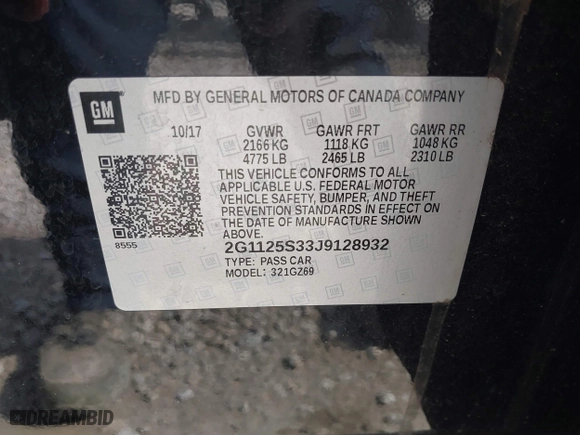 GM
MFD BY GENERAL MOTORS OF CANADA COMPANY
10/17 GVWR GAWR FRT GAWR RR
2166 KG 1118 KG 1048 KG
4775 LB 2465 LB 2310 LB
THIS VEHICLE CONFORMS TO ALL
APPLICABLE U.S. FEDERAL MOTOR
VEHICLE SAFETY, BUMPER, AND THEFT
PREVENTION STANDARDS IN EFFECT ON
THE DATE OF MANUFACTURE SHOWN
ABOVE.
8555
2G1125S33J9128932
TYPE: PASS CAR
MODEL: 321GZ69
DREAMBID